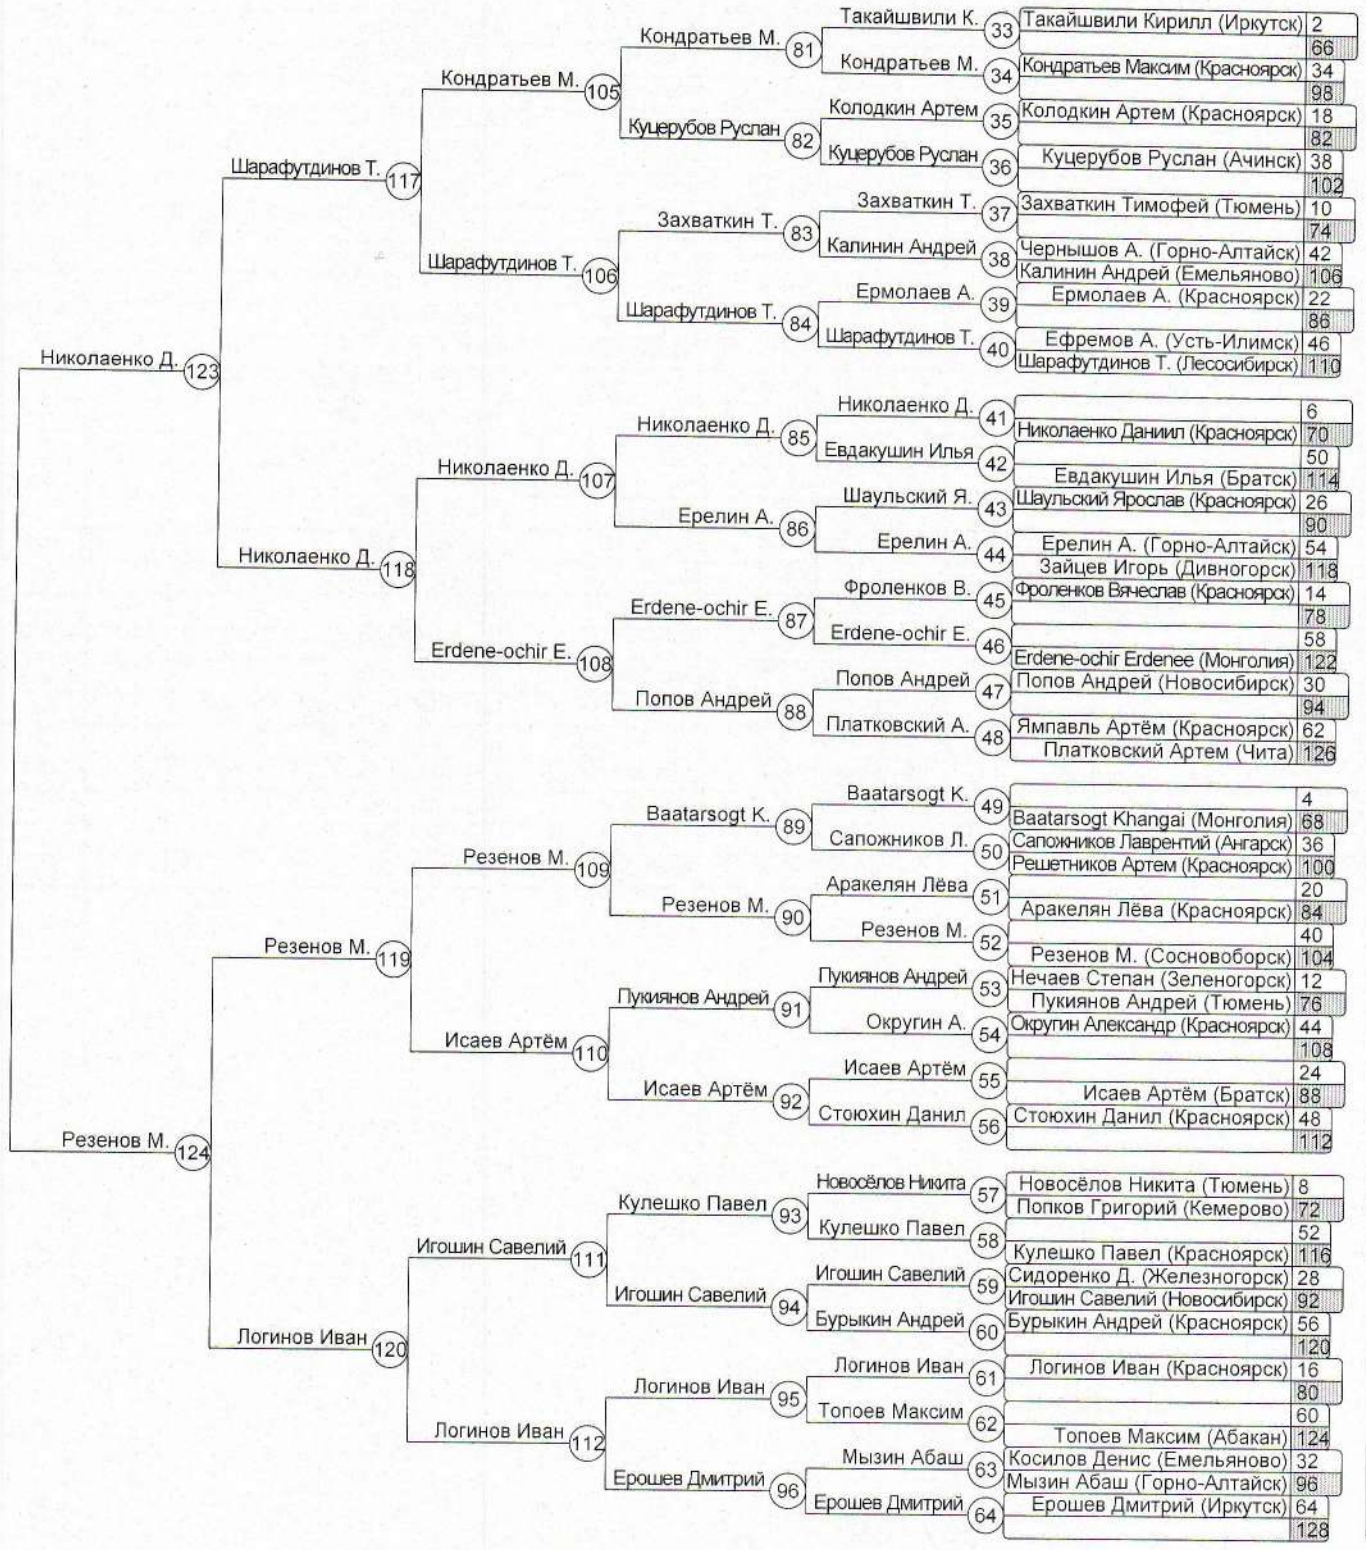 Такайшвили К. 33 Такайшвили Кирилл (Иркутск) 2
Кондратьев М. 81 66
Кондратьев М. 34 Кондратьев Максим (Красноярск) 34
Кондратьев М. 105 98
Колодкин Артем 35 Колодкин Артем (Красноярск) 18
Куцерубов Руслан 82 82
Куцерубов Руслан 36 Куцерубов Руслан (Ачинск) 38
Шарафутдинов Т. 117 102
Захваткин Т. 37 Захваткин Тимофей (Тюмень) 10
Захваткин Т. 83 74
Калинин Андрей 38 Чернышов А. (Горно-Алтайск) 42
Шарафутдинов Т. 106 Калинин Андрей (Емельяново) 106
Ермолаев А. 39 Ермолаев А. (Красноярск) 22
Шарафутдинов Т. 84 86
Шарафутдинов Т. 40 Ефремов А. (Усть-Илимск) 46
Николаенко Д. 123 Шарафутдинов Т. (Лесосибирск) 110
Николаенко Д. 41 6
Николаенко Д. 85 Николаенко Даниил (Красноярск) 70
Евдакушин Илья 42 50
Николаенко Д. 107 Евдакушин Илья (Братск) 114
Шаульский Я. 43 Шаульский Ярослав (Красноярск) 26
Ерелин А. 86 90
Ерелин А. 44 Ерелин А. (Горно-Алтайск) 54
Николаенко Д. 118 Зайцев Игорь (Дивногорск) 118
Фроленков В. 45 Фроленков Вячеслав (Красноярск) 14
Erdene-ochir E. 87 78
Erdene-ochir E. 46 58
Erdene-ochir E. 108 Erdene-ochir Erdenee (Монголия) 122
Попов Андрей 47 Попов Андрей (Новосибирск) 30
Попов Андрей 88 94
Платковский А. 48 Ямпавль Артём (Красноярск) 62
Платковский Артем (Чита) 126
Baatarsogt K. 49 4
Baatarsogt K. 89 Baatarsogt Khangai (Монголия) 68
Сапожников Л. 50 Сапожников Лаврентий (Ангарск) 36
Резенов М. 109 Решетников Артем (Красноярск) 100
Аракелян Лёва 51 20
Резенов М. 90 Аракелян Лёва (Красноярск) 84
Резенов М. 52 40
Резенов М. 119 Резенов М. (Сосновоборск) 104
Пукиянов Андрей 53 Нечаев Степан (Зеленогорск) 12
Пукиянов Андрей 91 Пукиянов Андрей (Тюмень) 76
Округин А. 54 Округин Александр (Красноярск) 44
Исаев Артём 110 108
Исаев Артём 55 24
Исаев Артём 92 Исаев Артём (Братск) 88
Стоюхин Данил 56 Стоюхин Данил (Красноярск) 48
Резенов М. 124 112
Новосёлов Никита 57 Новосёлов Никита (Тюмень) 8
Кулешко Павел 93 Попков Григорий (Кемерово) 72
Кулешко Павел 58 52
Игошин Савелий 111 Кулешко Павел (Красноярск) 116
Игошин Савелий 59 Сидоренко Д. (Железногорск) 28
Игошин Савелий 94 Игошин Савелий (Новосибирск) 92
Бурыкин Андрей 60 Бурыкин Андрей (Красноярск) 56
Логинов Иван 120 120
Логинов Иван 61 Логинов Иван (Красноярск) 16
Логинов Иван 95 80
Топоев Максим 62 60
Логинов Иван 112 Топоев Максим (Абакан) 124
Мызин Абаш 63 Косилов Денис (Емельяново) 32
Ерошев Дмитрий 96 Мызин Абаш (Горно-Алтайск) 96
Ерошев Дмитрий 64 Ерошев Дмитрий (Иркутск) 64
128